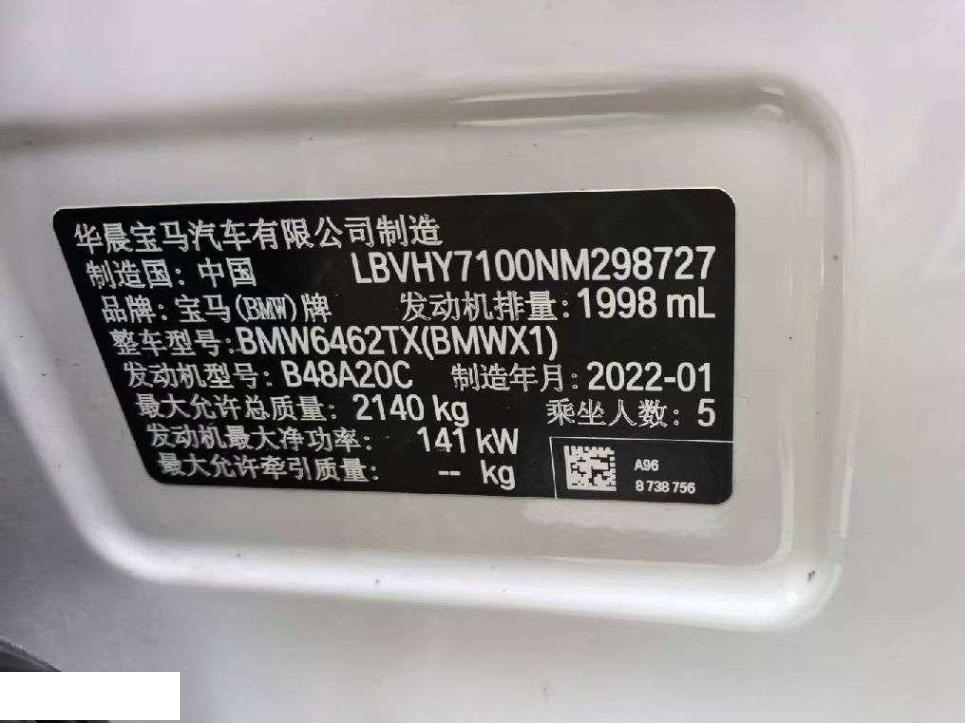 华晨宝马汽车有限公司制造
制造国: 中国 LBVHY7100NM298727
品牌: 宝马(BMW)牌 发动机排量: 1998 mL
整车型号: BMW6462TX(BMWX1)
发动机型号: B48A20C 制造年月: 2022-01
最大允许总质量: 2140 kg 乘坐人数: 5
发动机最大净功率: 141 kW
最大允许牵引质量: -- kg
A96
8 738 756